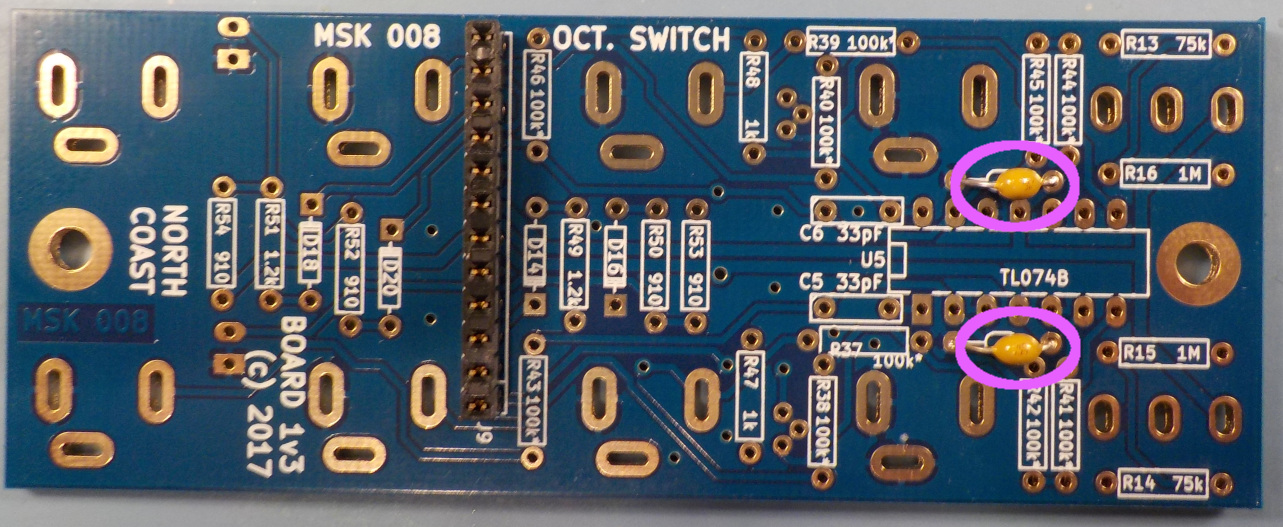 MSK 008
OCT. SWITCH
R46 100k*
R48 1k
R39 100k*
R40 100k*
R45 100k*
R44 100k*
R13 75k
R16 1M
R54 910
R51 1.2k
D18
R52 910
D20
D14
R49 1.2k
D16
R50 910
R53 910
C6 33pF
U5
TL074B
C5 33pF
NORTH
COAST
MSK 008
BOARD 1v3
(c) 2017
J9
R43 100k*
R47 1k
R37 100k*
R38 100k*
R42 100k*
R41 100k*
R15 1M
R14 75k